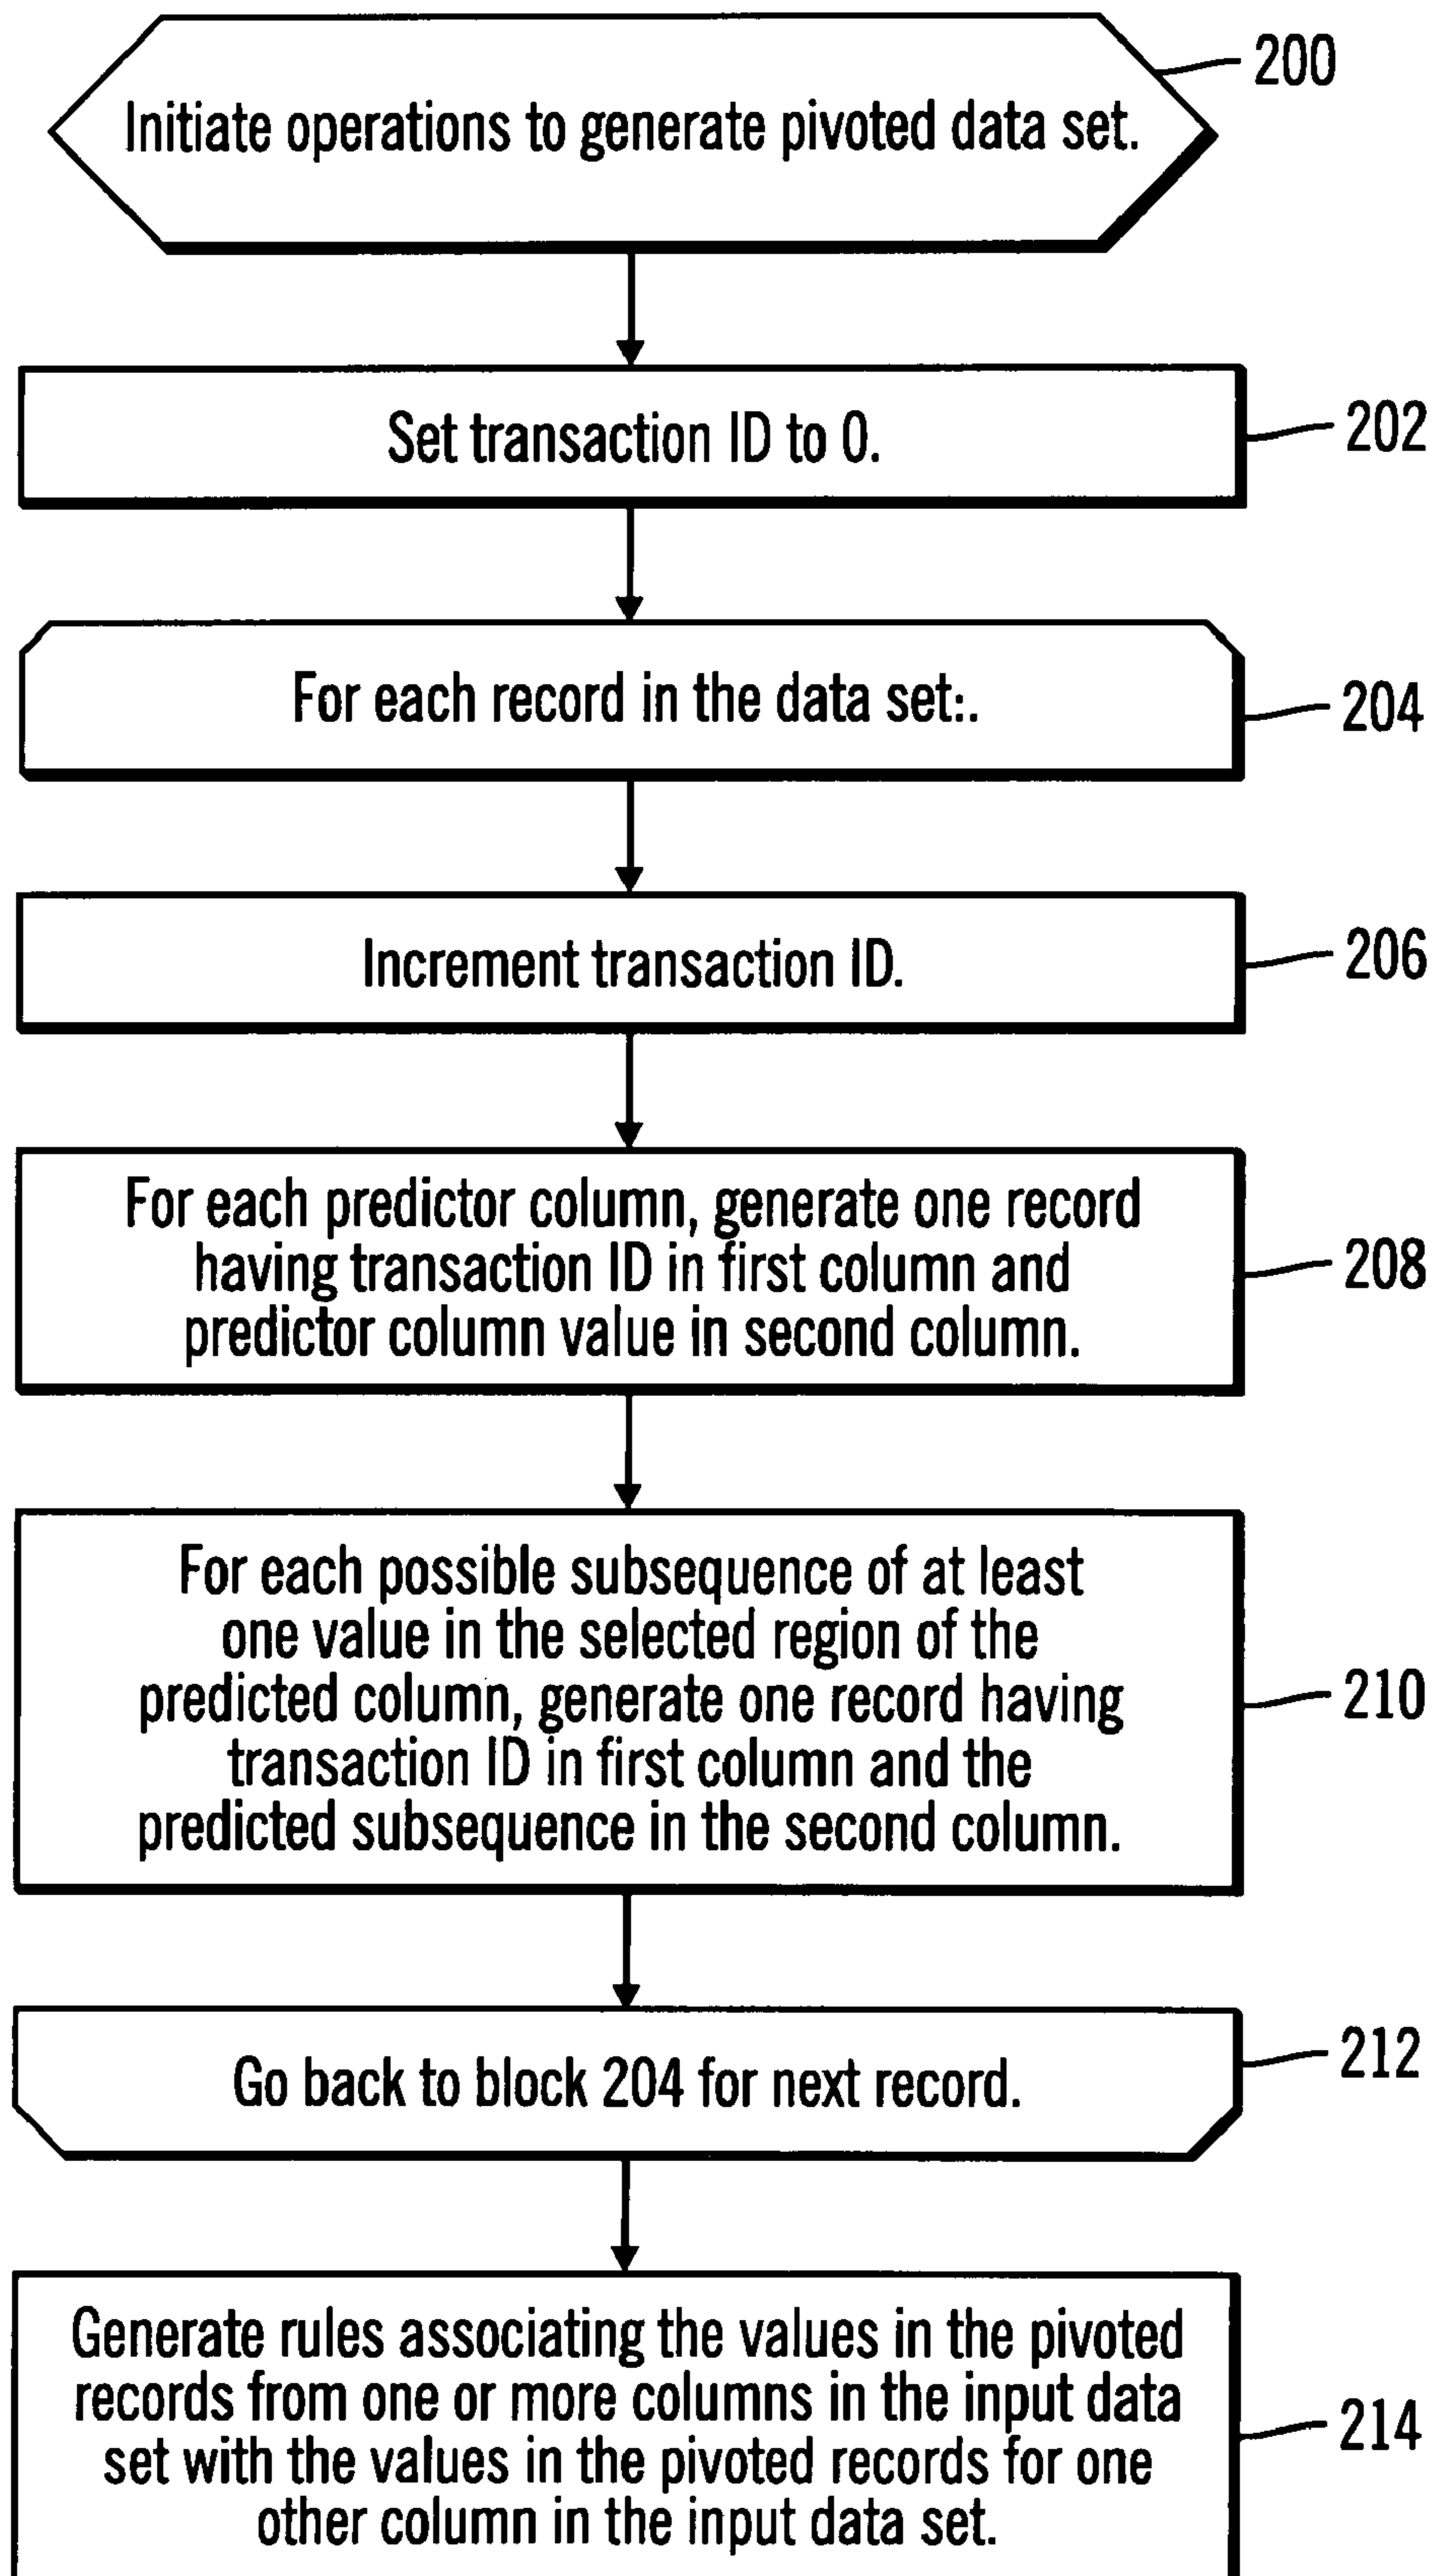 Initiate operations to generate pivoted data set.
200
Set transaction ID to 0.
202
For each record in the data set:.
204
Increment transaction ID.
206
For each predictor column, generate one record
having transaction ID in first column and
predictor column value in second column.
208
For each possible subsequence of at least
one value in the selected region of the
predicted column, generate one record having
transaction ID in first column and the
predicted subsequence in the second column.
210
Go back to block 204 for next record.
212
Generate rules associating the values in the pivoted
records from one or more columns in the input data
set with the values in the pivoted records for one
other column in the input data set.
214